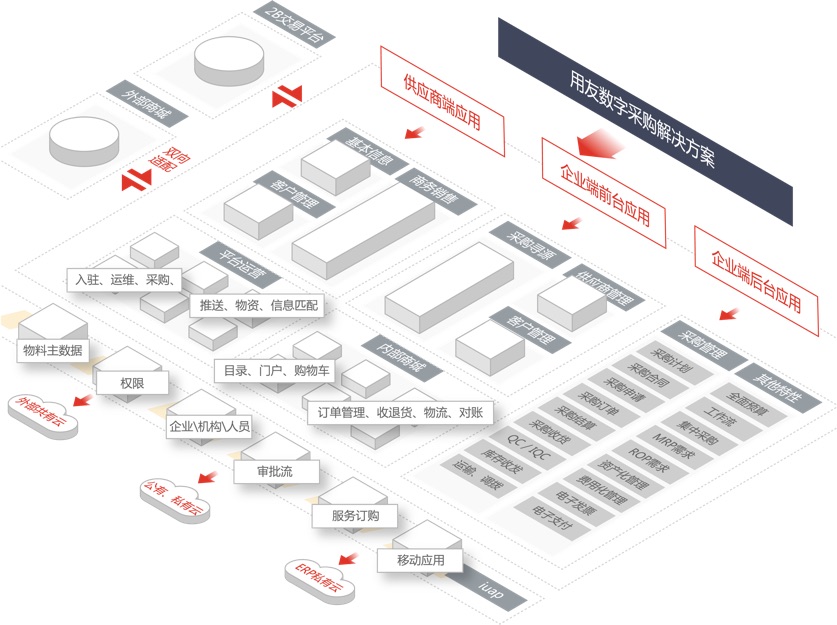 2B交易平台
外部商城
双向
适配
用友数字采购解决方案
供应商端应用
企业端前台应用
企业端后台应用
基本信息
客户管理
商务销售
平台运营
入驻、运维、采购、
推送、物资、信息匹配
采购寻源
供应商管理
客户管理
内部商城
目录、门户、购物车
订单管理、收退货、物流、对账
采购管理
采购计划
采购合同
采购申请
采购订单
采购结算
采购收货
QC / IQC
库存收发
运输、调拨
其他特性
全面预算
工作流
集中采购
MRP需求
ROP需求
资产化管理
费用化管理
电子发票
电子支付
物料主数据
权限
企业\机构\人员
审批流
服务订购
移动应用
iuap
外部共有云
公有、私有云
ERP私有云